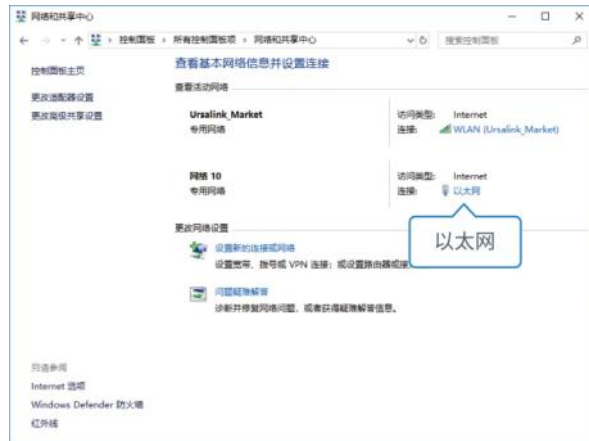 网络和共享中心
控制面板 > 所有控制面板项 > 网络和共享中心
搜索控制面板
控制面板主页
更改适配器设置
更改高级共享设置
查看基本网络信息并设置连接
查看活动网络
Ursalink_Market
专用网络
访问类型: Internet
连接: WLAN (Ursalink_Market)
网络 10
专用网络
访问类型: Internet
连接: 以太网
以太网
更改网络设置
设置新的连接或网络
设置宽带、拨号或 VPN 连接；或设置路由器或接
问题疑难解答
诊断并修复网络问题，或者获得疑难解答信息。
另请参阅
Internet 选项
Windows Defender 防火墙
红外线